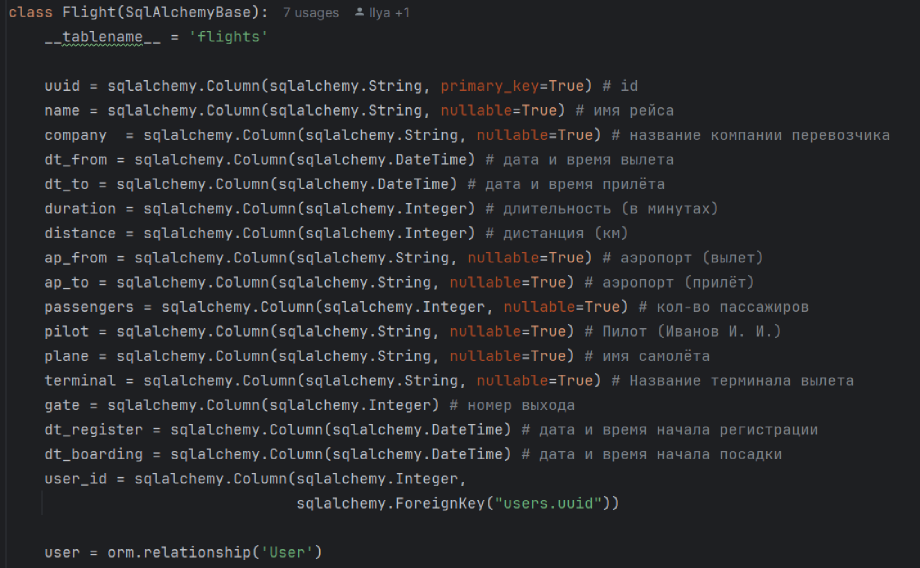 class Flight(SqlAlchemyBase):  7 usages  Ilya +1
    __tablename__ = 'flights'

    uuid = sqlalchemy.Column(sqlalchemy.String, primary_key=True) # id
    name = sqlalchemy.Column(sqlalchemy.String, nullable=True) # имя рейса
    company  = sqlalchemy.Column(sqlalchemy.String, nullable=True) # название компании перевозчика
    dt_from = sqlalchemy.Column(sqlalchemy.DateTime) # дата и время вылета
    dt_to = sqlalchemy.Column(sqlalchemy.DateTime) # дата и время прилёта
    duration = sqlalchemy.Column(sqlalchemy.Integer) # длительность (в минутах)
    distance = sqlalchemy.Column(sqlalchemy.Integer) # дистанция (км)
    ap_from = sqlalchemy.Column(sqlalchemy.String, nullable=True) # аэропорт (вылет)
    ap_to = sqlalchemy.Column(sqlalchemy.String, nullable=True) # аэропорт (прилёт)
    passengers = sqlalchemy.Column(sqlalchemy.Integer, nullable=True) # кол-во пассажиров
    pilot = sqlalchemy.Column(sqlalchemy.String, nullable=True) # Пилот (Иванов И. И.)
    plane = sqlalchemy.Column(sqlalchemy.String, nullable=True) # имя самолёта
    terminal = sqlalchemy.Column(sqlalchemy.String, nullable=True) # Название терминала вылета
    gate = sqlalchemy.Column(sqlalchemy.Integer) # номер выхода
    dt_register = sqlalchemy.Column(sqlalchemy.DateTime) # дата и время начала регистрации
    dt_boarding = sqlalchemy.Column(sqlalchemy.DateTime) # дата и время начала посадки
    user_id = sqlalchemy.Column(sqlalchemy.Integer,
                                sqlalchemy.ForeignKey("users.uuid"))

    user = orm.relationship('User')